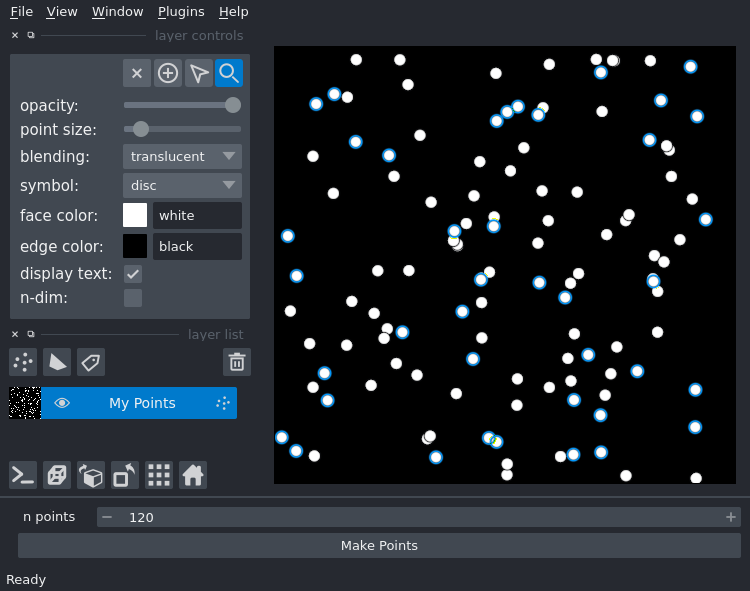 File View Window Plugins Help
layer controls
opacity:
point size:
blending: translucent
symbol: disc
face color: white
edge color: black
display text:
n-dim:
layer list
My Points
n points 120
Make Points
Ready